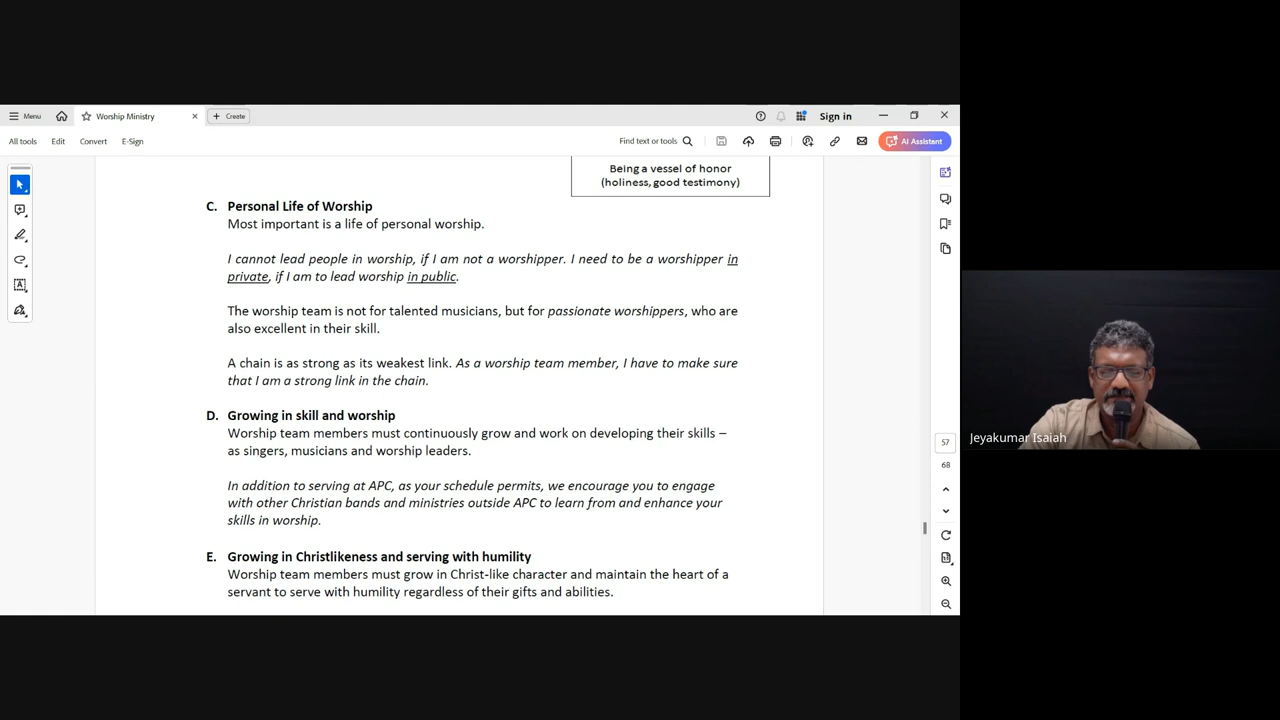 Menu
Worship Ministry
Create
Sign in
All tools
Edit
Convert
E-Sign
Find text or tools
AI Assistant
Being a vessel of honor
(holiness, good testimony)
C. Personal Life of Worship
Most important is a life of personal worship.
I cannot lead people in worship, if I am not a worshipper. I need to be a worshipper in
private, if I am to lead worship in public.
The worship team is not for talented musicians, but for passionate worshippers, who are
also excellent in their skill.
A chain is as strong as its weakest link. As a worship team member, I have to make sure
that I am a strong link in the chain.
D. Growing in skill and worship
Worship team members must continuously grow and work on developing their skills –
as singers, musicians and worship leaders.
In addition to serving at APC, as your schedule permits, we encourage you to engage
with other Christian bands and ministries outside APC to learn from and enhance your
skills in worship.
E. Growing in Christlikeness and serving with humility
Worship team members must grow in Christ-like character and maintain the heart of a
servant to serve with humility regardless of their gifts and abilities.
57
68
Jeyakumar Isaiah